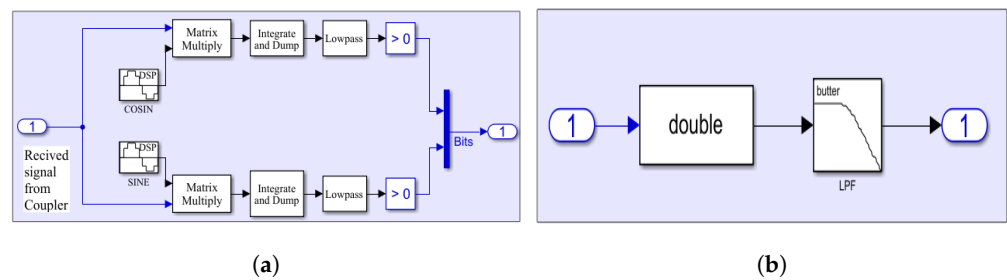 Matrix
Multiply
Integrate
and Dump
Lowpass
> 0
DSP
COSIN
1
Recived
signal
from
Coupler
DSP
SINE
Matrix
Multiply
Integrate
and Dump
Lowpass
> 0
Bits
1
(a)
1
double
butter
LPF
1
(b)